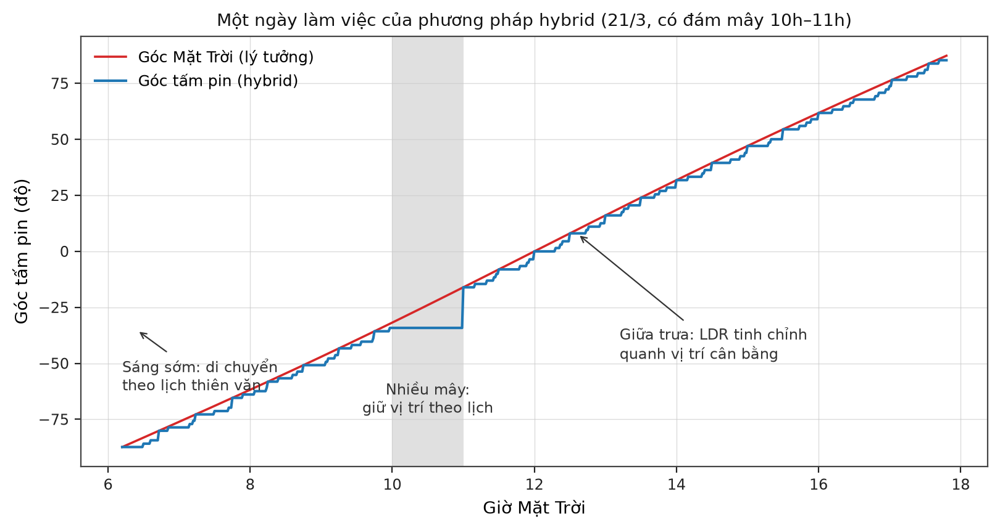 Một ngày làm việc của phương pháp hybrid (21/3, có đám mây 10h–11h)
Góc Mặt Trời (lý tưởng)
Góc tấm pin (hybrid)
Góc tấm pin (độ)
75
50
25
0
−25
−50
−75
Sáng sớm: di chuyển
theo lịch thiên văn
Nhiều mây:
giữ vị trí theo lịch
Giữa trưa: LDR tinh chỉnh
quanh vị trí cân bằng
6
8
10
12
14
16
18
Giờ Mặt Trời